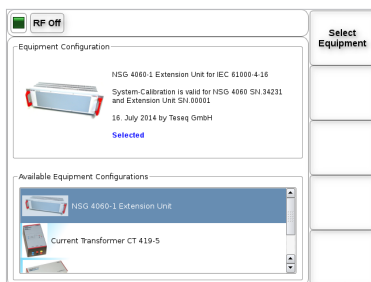 RF Off
Select
Equipment
Equipment Configuration
NSG 4060-1 Extension Unit for IEC 61000-4-16
System-Calibration is valid for NSG 4060 SN.34231
and Extension Unit SN.00001
16. July 2014 by Teseq GmbH
Selected
Available Equipment Configurations
NSG 4060-1 Extension Unit
Current Transformer CT 419-5